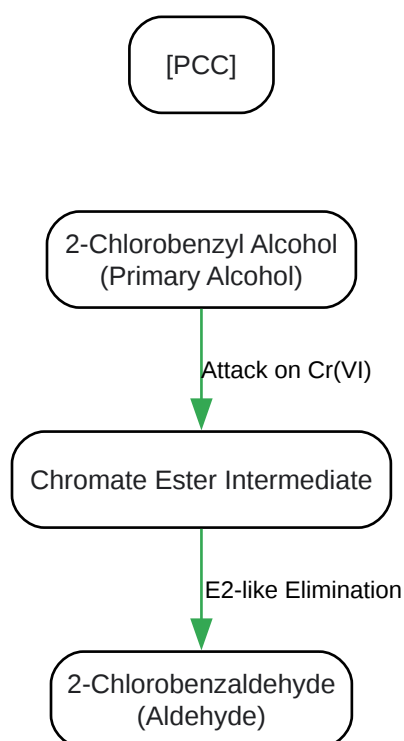 [PCC]
2-Chlorobenzyl Alcohol
(Primary Alcohol)
Attack on Cr(VI)
Chromate Ester Intermediate
E2-like Elimination
2-Chlorobenzaldehyde
(Aldehyde)